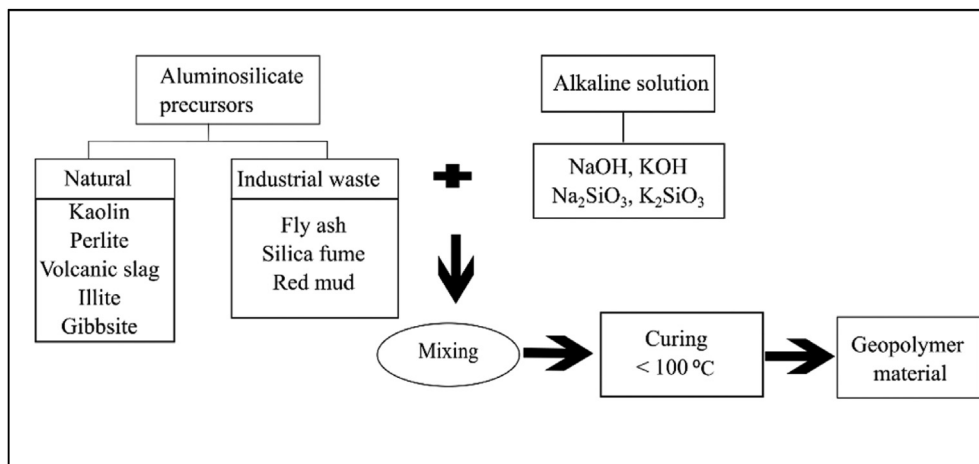 Aluminosilicate
precursors
Alkaline solution
Natural
Kaolin
Perlite
Volcanic slag
Illite
Gibbsite
Industrial waste
Fly ash
Silica fume
Red mud
NaOH, KOH
Na₂SiO₃, K₂SiO₃
Mixing
Curing
< 100 ºC
Geopolymer
material